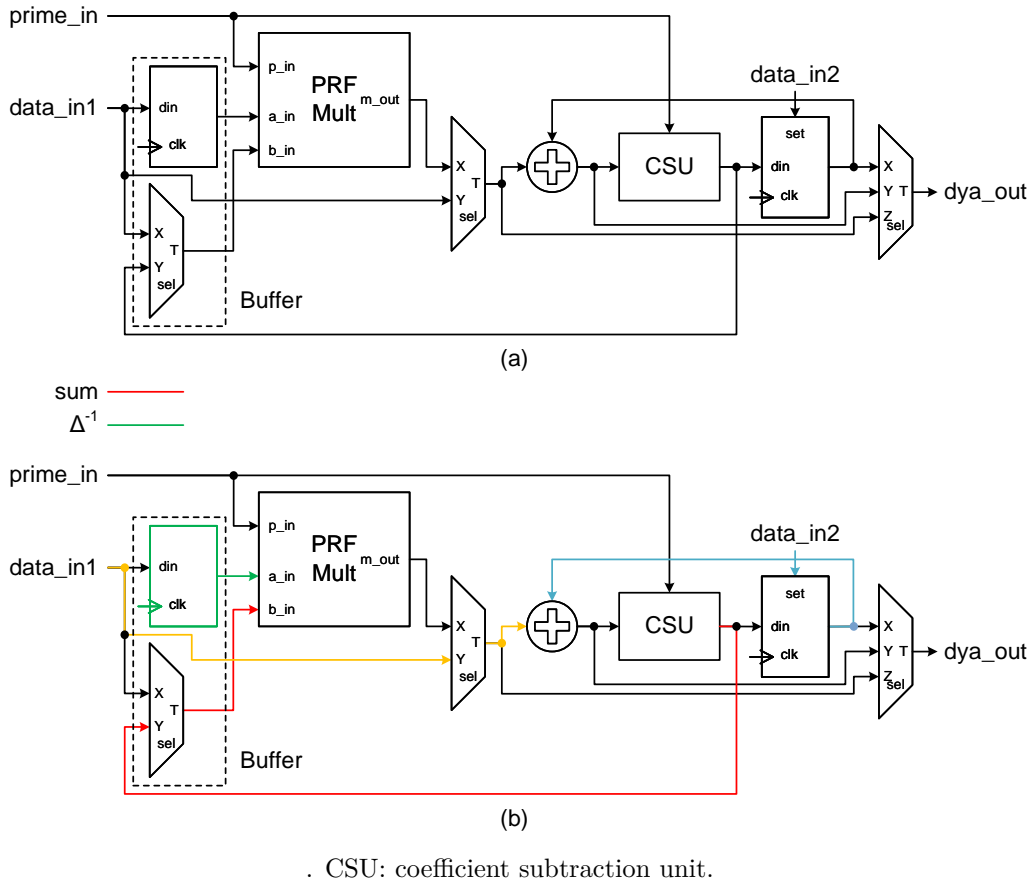 prime_in
data_in1
din
clk
X
Y
T
sel
Buffer
p_in
a_in
b_in
PRF
Mult
m_out
X
Y
T
sel
CSU
data_in2
set
din
clk
X
Y
Z
T
sel
dya_out
(a)
sum
Δ-1
prime_in
data_in1
din
clk
X
Y
T
sel
Buffer
p_in
a_in
b_in
PRF
Mult
m_out
X
Y
T
sel
CSU
data_in2
set
din
clk
X
Y
Z
T
sel
dya_out
(b)
. CSU: coefficient subtraction unit.